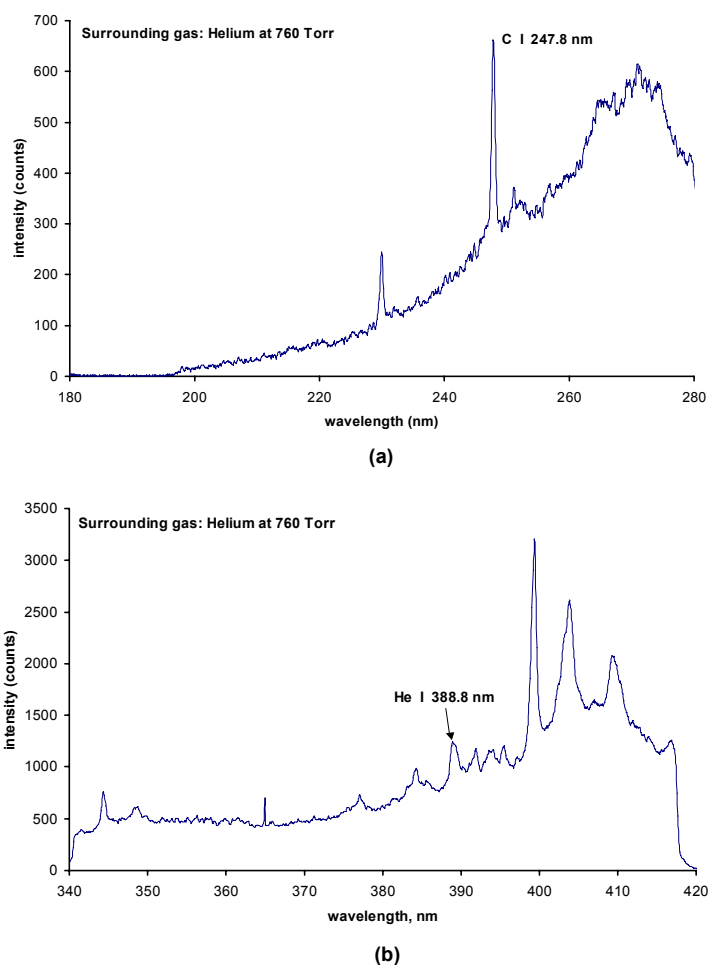 Surrounding gas: Helium at 760 Torr
C I 247.8 nm
700
600
500
400
300
200
100
0
intensity (counts)
180 200 220 240 260 280
wavelength (nm)
(a)
Surrounding gas: Helium at 760 Torr
He I 388.8 nm
3500
3000
2500
2000
1500
1000
500
0
intensity (counts)
340 350 360 370 380 390 400 410 420
wavelength, nm
(b)